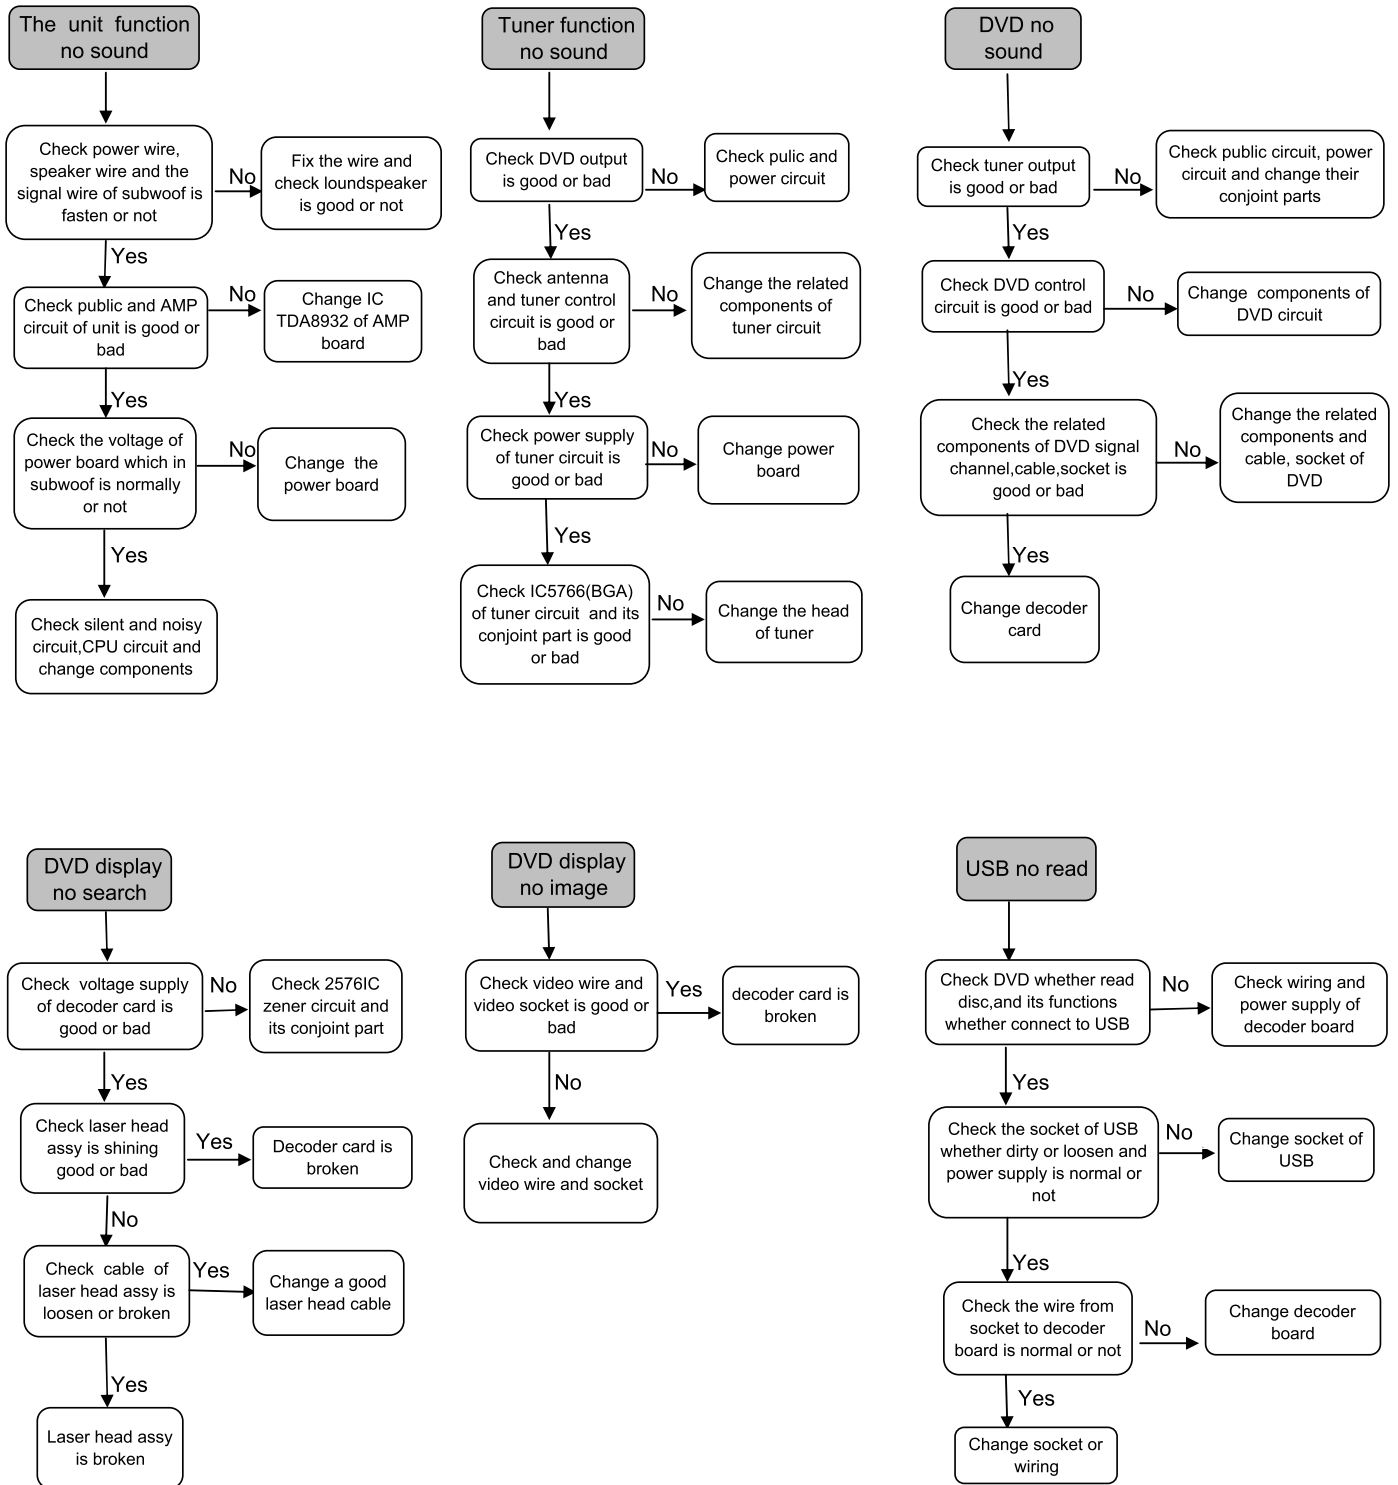 The unit function
no sound
Check power wire,
speaker wire and the
signal wire of subwoof is
fasten or not
No
Fix the wire and
check loundspeaker
is good or not
Yes
Check public and AMP
circuit of unit is good or
bad
No
Change IC
TDA8932 of AMP
board
Yes
Check the voltage of
power board which in
subwoof is normally
or not
No
Change the
power board
Yes
Check silent and noisy
circuit,CPU circuit and
change components
Tuner function
no sound
Check DVD output
is good or bad
No
Check pulic and
power circuit
Yes
Check antenna
and tuner control
circuit is good or
bad
No
Change the related
components of
tuner circuit
Yes
Check power supply
of tuner circuit is
good or bad
No
Change power
board
Yes
Check IC5766(BGA)
of tuner circuit and its
conjoint part is good
or bad
No
Change the head
of tuner
DVD no
sound
Check tuner output
is good or bad
No
Check public circuit, power
circuit and change their
conjoint parts
Yes
Check DVD control
circuit is good or bad
No
Change components of
DVD circuit
Yes
Check the related
components of DVD signal
channel,cable,socket is
good or bad
No
Change the related
components and
cable, socket of
DVD
Yes
Change decoder
card
DVD display
no search
Check voltage supply
of decoder card is
good or bad
No
Check 2576IC
zener circuit and
its conjoint part
Yes
Check laser head
assy is shining
good or bad
Yes
Decoder card is
broken
No
Check cable of
laser head assy is
loosen or broken
Yes
Change a good
laser head cable
Yes
Laser head assy
is broken
DVD display
no image
Check video wire and
video socket is good or
bad
Yes
decoder card is
broken
No
Check and change
video wire and socket
USB no read
Check DVD whether read
disc,and its functions
whether connect to USB
No
Check wiring and
power supply of
decoder board
Yes
Check the socket of USB
whether dirty or loosen and
power supply is normal or
not
No
Change socket of
USB
Yes
Check the wire from
socket to decoder
board is normal or not
No
Change decoder
board
Yes
Change socket or
wiring